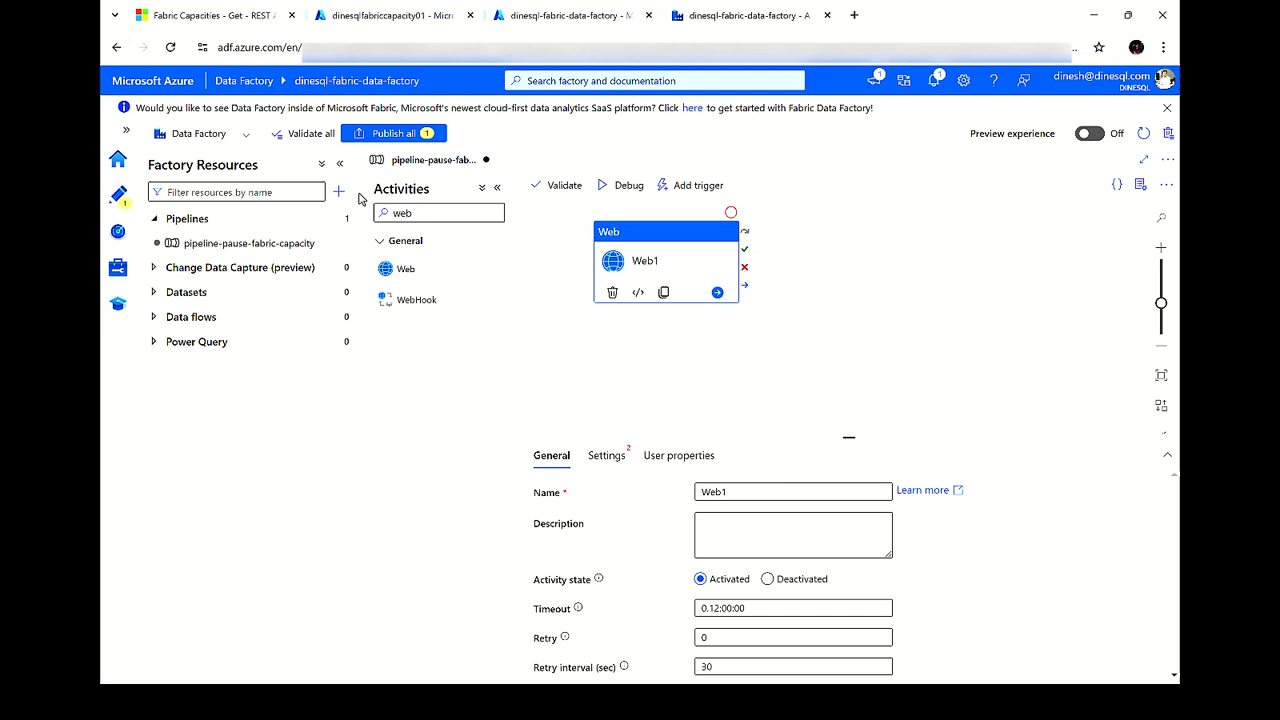 Fabric Capacities - Get - REST A
dinesqlfabriccapacity01 - Micr
dinesql-fabric-data-factory - M
dinesql-fabric-data-factory - A
adf.azure.com/en/
Microsoft Azure
Data Factory
dinesql-fabric-data-factory
Search factory and documentation
1
1
dinesh@dinesql.com
DINESQL
Would you like to see Data Factory inside of Microsoft Fabric, Microsoft's newest cloud-first data analytics SaaS platform? Click here to get started with Fabric Data Factory!
Data Factory
Validate all
Publish all 1
Preview experience
Off
Factory Resources
Filter resources by name
Pipelines 1
pipeline-pause-fabric-capacity
Change Data Capture (preview) 0
Datasets 0
Data flows 0
Power Query 0
1
pipeline-pause-fab...
Activities
web
General
Web
WebHook
Validate
Debug
Add trigger
Web
Web1
General
Settings 2
User properties
Name *
Web1
Learn more
Description
Activity state
Activated
Deactivated
Timeout
0.12:00:00
Retry
0
Retry interval (sec)
30